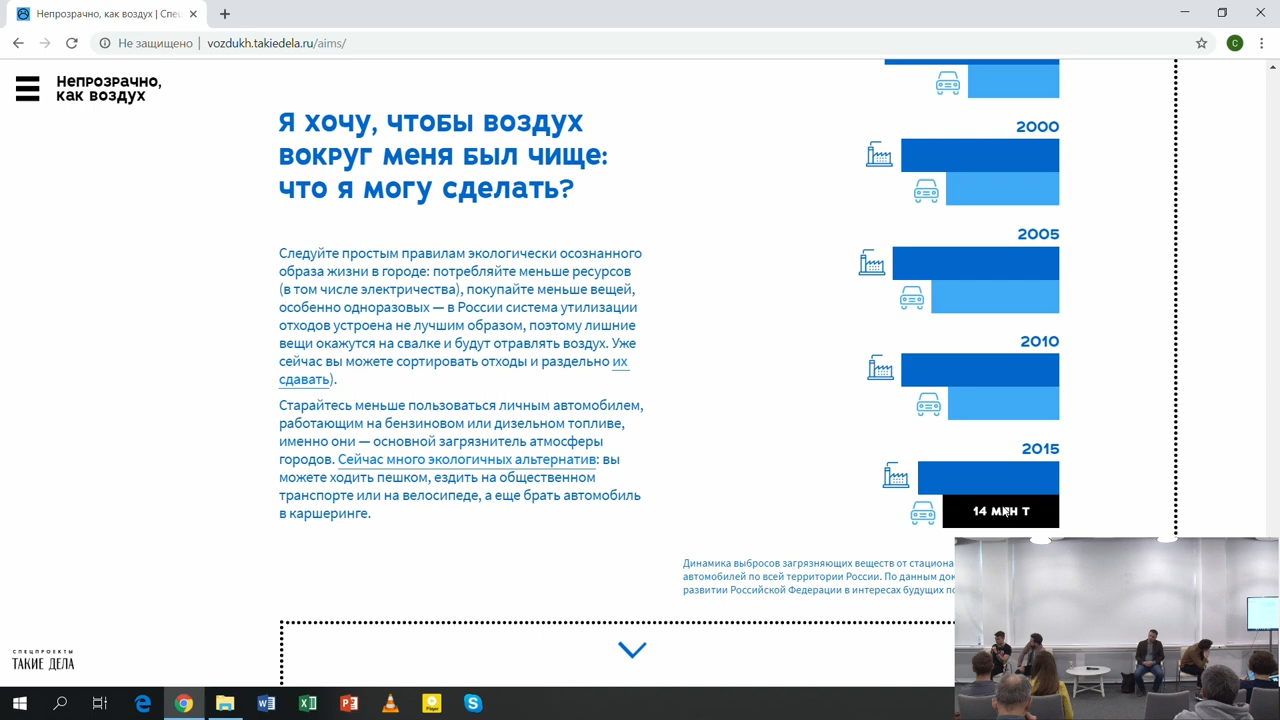 Непрозрачно, как воздух | Спец
Не защищено | vozdukh.takiedela.ru/aims/
C
Непрозрачно,
как воздух
Я хочу, чтобы воздух
вокруг меня был чище:
что я могу сделать?
Следуйте простым правилам экологически осознанного
образа жизни в городе: потребляйте меньше ресурсов
(в том числе электричества), покупайте меньше вещей,
особенно одноразовых — в России система утилизации
отходов устроена не лучшим образом, поэтому лишние
вещи окажутся на свалке и будут отравлять воздух. Уже
сейчас вы можете сортировать отходы и раздельно их
сдавать).
Старайтесь меньше пользоваться личным автомобилем,
работающим на бензиновом или дизельном топливе,
именно они — основной загрязнитель атмосферы
городов. Сейчас много экологичных альтернатив: вы
можете ходить пешком, ездить на общественном
транспорте или на велосипеде, а еще брать автомобиль
в каршеринге.
2000
2005
2010
2015
14 МЛН Т
Динамика выбросов загрязняющих веществ от стациона
автомобилей по всей территории России. По данным док
развитии Российской Федерации в интересах будущих по
СПЕЦПРОЕКТЫ
ТАКИЕ ДЕЛА
Player